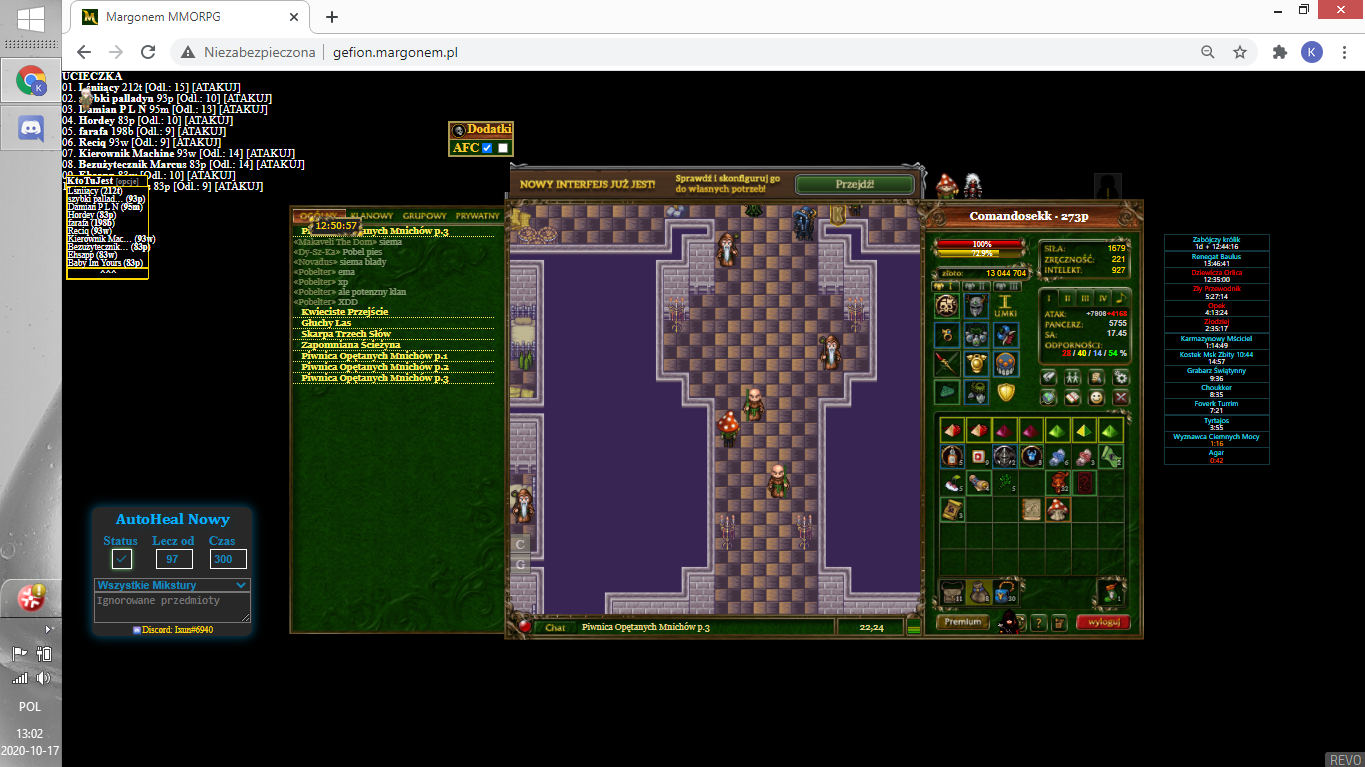 Margonem MMORPG
Niezabezpieczona
gefion.margonem.pl
K
UCIECZKA
01. Lśniący 212t [Odl.: 15] [ATAKUJ]
02. szybki palladyn 93p [Odl.: 10] [ATAKUJ]
03. Damian P L N 95m [Odl.: 13] [ATAKUJ]
04. Hordey 83p [Odl.: 10] [ATAKUJ]
05. farafa 198b [Odl.: 9] [ATAKUJ]
06. Reciq 93w [Odl.: 9] [ATAKUJ]
07. Kierownik Machine 93w [Odl.: 14] [ATAKUJ]
08. Bezużytecznik Marcus 83p [Odl.: 14] [ATAKUJ]
[Odl.: 10] [ATAKUJ]
83p [Odl.: 9] [ATAKUJ]
KtoTuJest [opcje]
Lśniący (212t)
szybki pallad... (93p)
Damian P L N (95m)
Hordey (83p)
farafa (198b)
Reciq (93w)
Kierownik Mac... (93w)
Bezużytecznik... (83p)
Ehsapp (83w)
Baby Im Yours (83p)
^^^
Dodatki
AFC
NOWY INTERFEJS JUŻ JEST!
Sprawdź i skonfiguruj go
do własnych potrzeb!
Przejdź!
OGÓLNY KLANOWY GRUPOWY PRYWATNY
12:50:57
Mnichów p.3
«Makaveli The Dom» siema
«Dy-Sz-Ka» Pobel pies
«Novadus» siema blady
«Pobelter» ema
«Pobelter» xp
«Pobelter» ale potenzny klan
«Pobelter» XDD
Kwieciste Przejście
Głuchy Las
Skarpa Trzech Słów
Zapomniana Ścieżyna
Piwnica Opętanych Mnichów p.1
Piwnica Opętanych Mnichów p.2
Piwnica Opętanych Mnichów p.3
C
G
Chat
Piwnica Opętanych Mnichów p.3
22,24
Comandosekk - 273p
100%
72.9%
złoto: 13 044 704
I II III
UMKI
SIŁA: 1679
ZRĘCZNOŚĆ: 221
INTELEKT: 927
I II III IV
ATAK: +7808+4168
PANCERZ: 5755
SA: 17.45
ODPORNOŚCI:
28 / 40 / 14 / 54 %
11
8
30
1
Premium
?
wyloguj
Zabójczy królik
1d + 12:44:16
Renegat Baulus
13:46:41
Dziewicza Orlica
12:35:00
Zły Przewodnik
5:27:14
Opek
4:13:24
Złodziej
2:35:17
Karmazynowy Mściciel
1:14:49
Kostek Msk Zbity 10:44
14:57
Grabarz Świątynny
9:36
Choukker
8:35
Foverk Turrim
7:21
Tyrtajos
3:55
Wyznawca Ciemnych Mocy
1:16
Agar
0:42
AutoHeal Nowy
Status Lecz od Czas
97 300
Wszystkie Mikstury
Ignorowane przedmioty
Discord: Ixun#6940
POL
13:02
2020-10-17
REVO